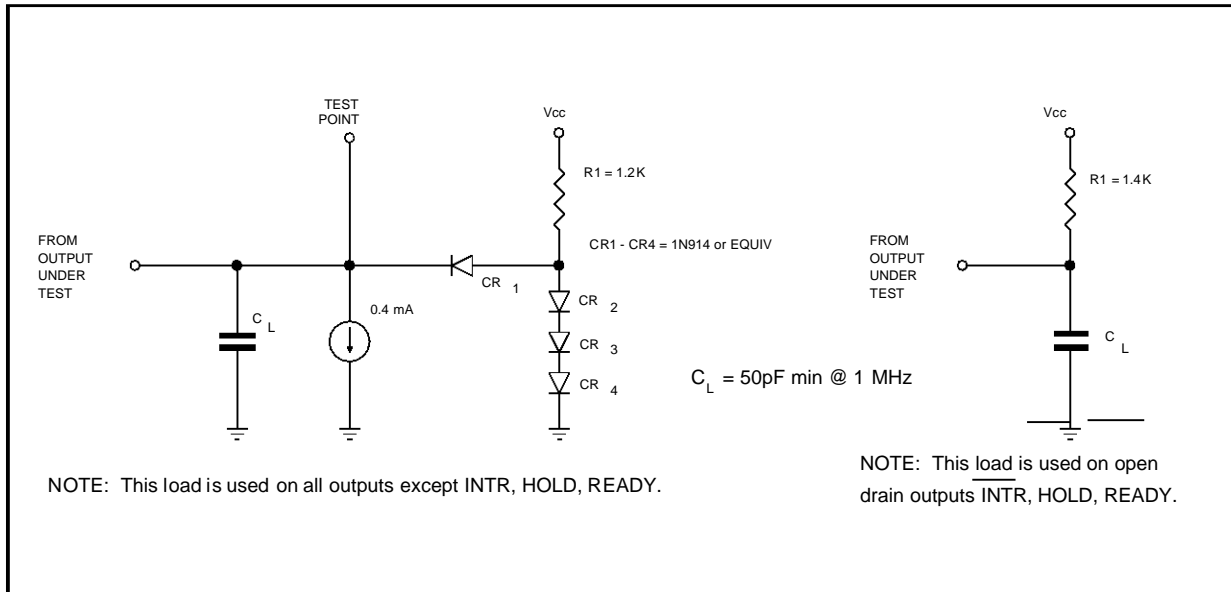 TEST
POINT
Vcc
R1 = 1.2K
CR1 - CR4 = 1N914 or EQUIV
FROM
OUTPUT
UNDER
TEST
CR 1
CR 2
CR 3
CR 4
0.4 mA
C L
C L = 50pF min @ 1 MHz
NOTE: This load is used on all outputs except INTR, HOLD, READY.
Vcc
R1 = 1.4K
FROM
OUTPUT
UNDER
TEST
C L
NOTE: This load is used on open
drain outputs INTR, HOLD, READY.